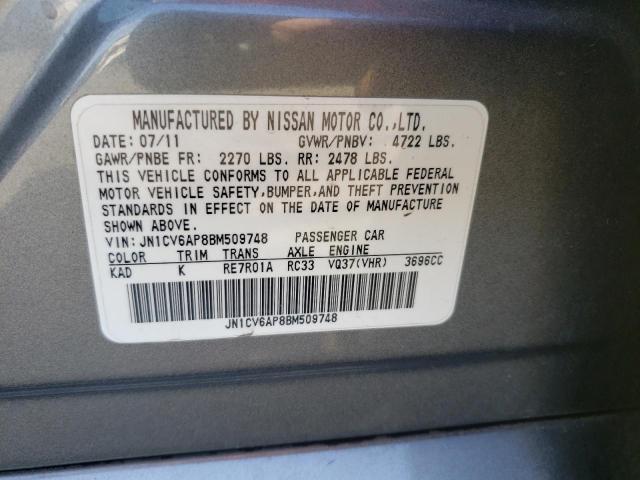 MANUFACTURED BY NISSAN MOTOR CO.,LTD.
DATE: 07/11 GVWR/PNBV: 4722 LBS.
GAWR/PNBE FR: 2270 LBS. RR: 2478 LBS.
THIS VEHICLE CONFORMS TO ALL APPLICABLE FEDERAL
MOTOR VEHICLE SAFETY,BUMPER,AND THEFT PREVENTION
STANDARDS IN EFFECT ON THE DATE OF MANUFACTURE
SHOWN ABOVE.
VIN: JN1CV6AP8BM509748 PASSENGER CAR
COLOR TRIM TRANS AXLE ENGINE
KAD K RE7R01A RC33 VQ37(VHR) 3696CC
JN1CV6AP8BM509748